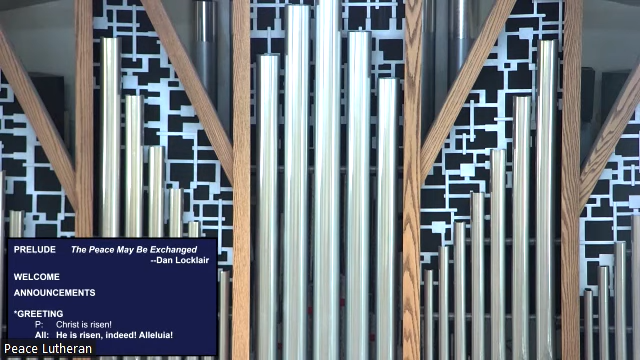 PRELUDE The Peace May Be Exchanged
--Dan Locklair
WELCOME
ANNOUNCEMENTS
*GREETING
P: Christ is risen!
All: He is risen, indeed! Alleluia!
Peace Lutheran